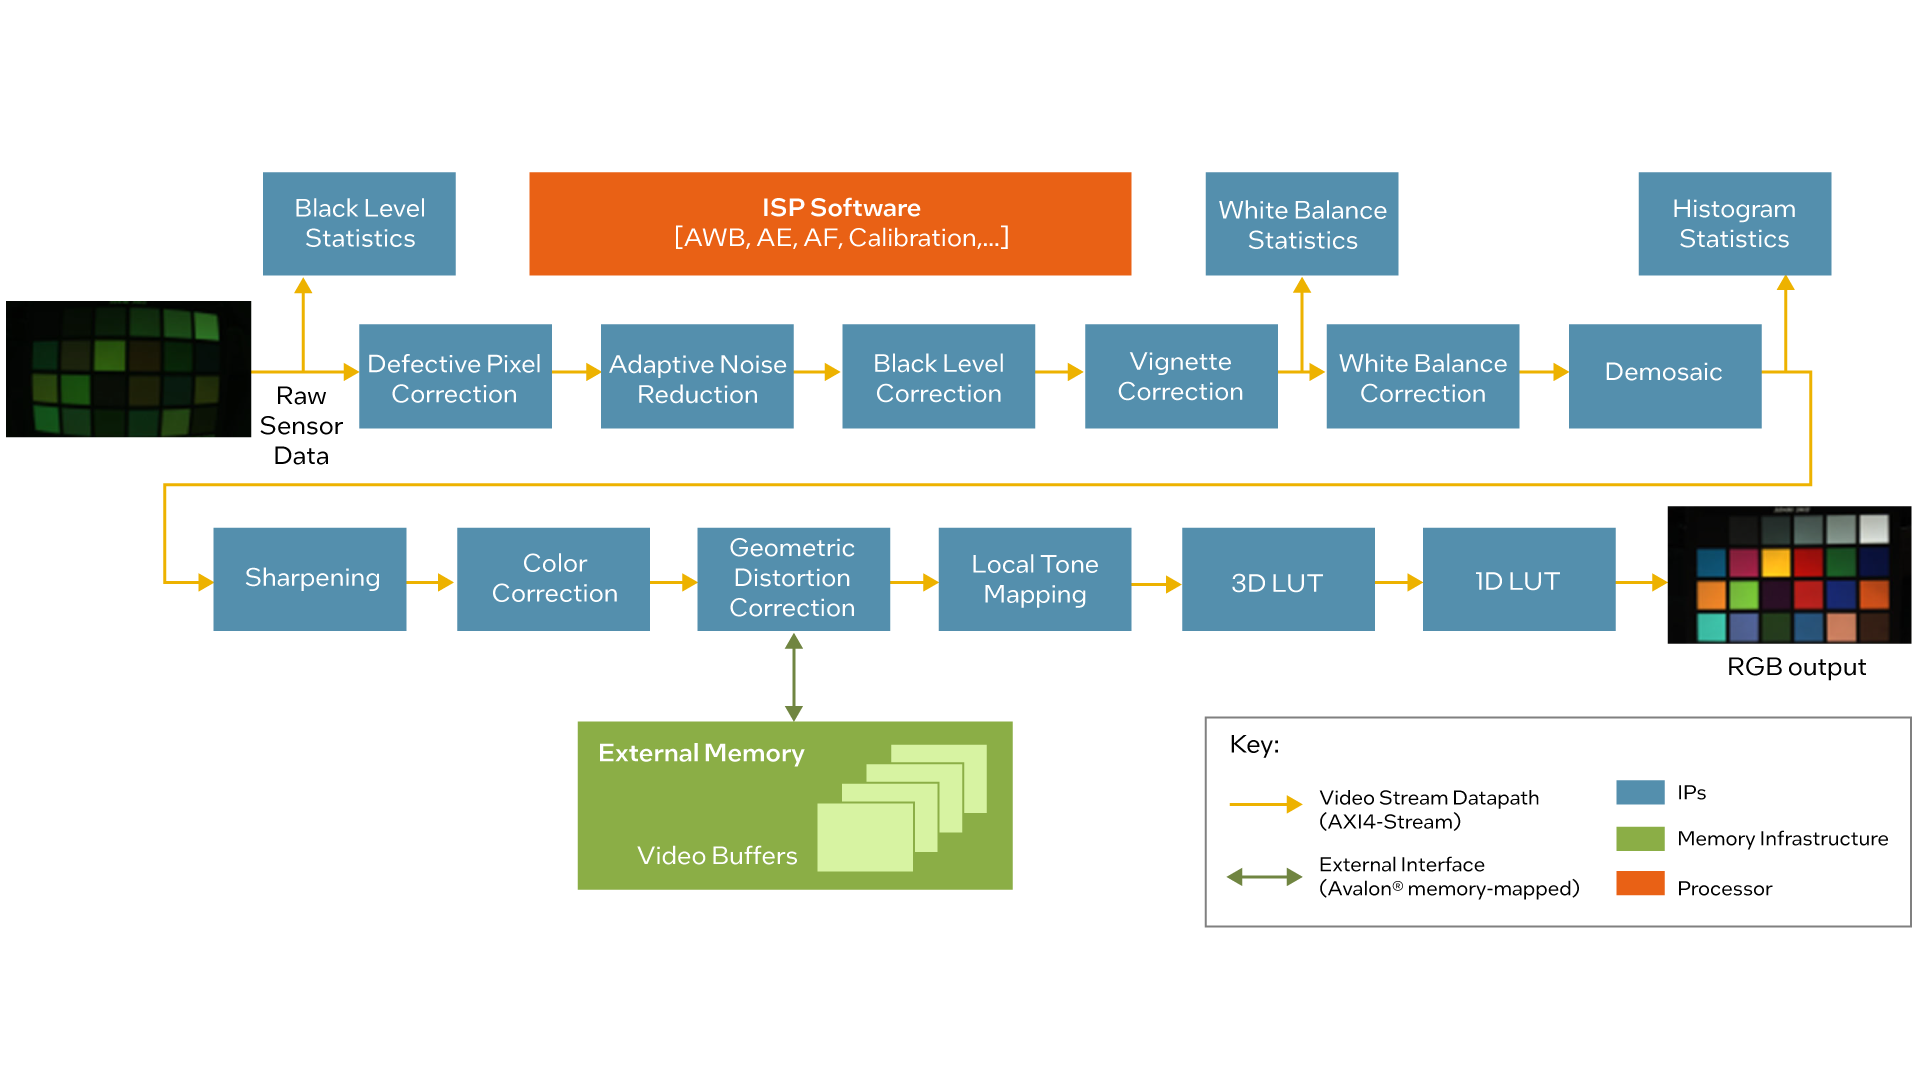 Black Level
Statistics
ISP Software
[AWB, AE, AF, Calibration,...]
White Balance
Statistics
Histogram
Statistics
Raw
Sensor
Data
Defective Pixel
Correction
Adaptive Noise
Reduction
Black Level
Correction
Vignette
Correction
White Balance
Correction
Demosaic
Sharpening
Color
Correction
Geometric
Distortion
Correction
Local Tone
Mapping
3D LUT
1D LUT
RGB output
External Memory
Video Buffers
Key:
Video Stream Datapath
(AXI4-Stream)
External Interface
(Avalon® memory-mapped)
IPs
Memory Infrastructure
Processor